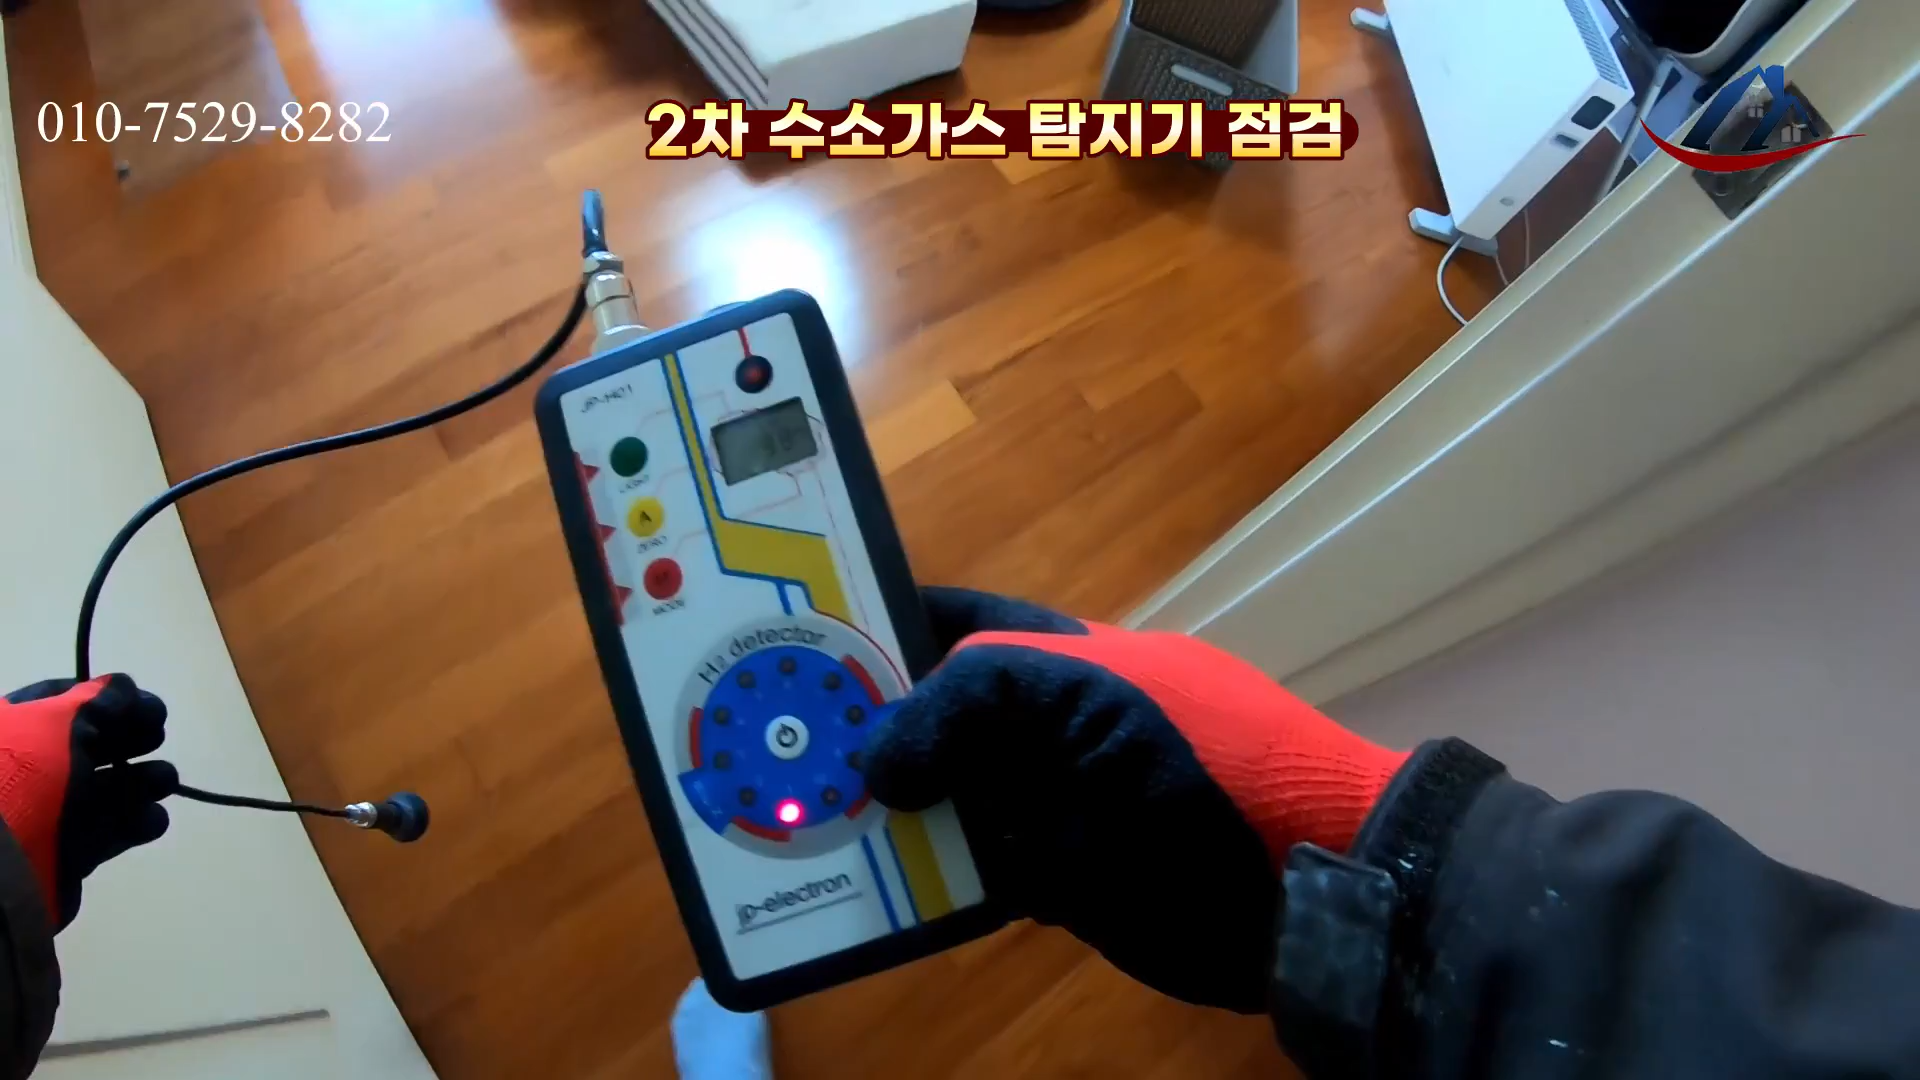 010-7529-8282
2차 수소가스 탐지기 점검
JP-H01
LIGHT
A
ZERO
M
MODE
H2 detector
jp-electron